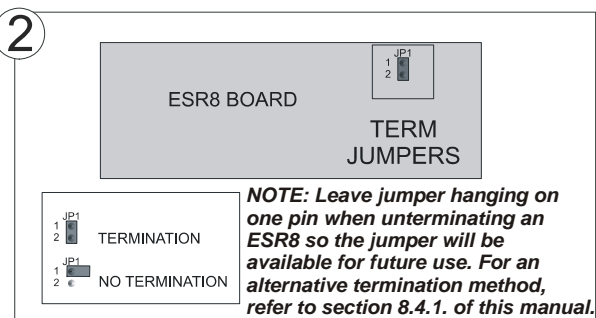 2
JP1
1
2
ESR8 BOARD
TERM
JUMPERS
JP1
1
2 TERMINATION
JP1
1
2 NO TERMINATION
NOTE: Leave jumper hanging on
one pin when unterminating an
ESR8 so the jumper will be
available for future use. For an
alternative termination method,
refer to section 8.4.1. of this manual.